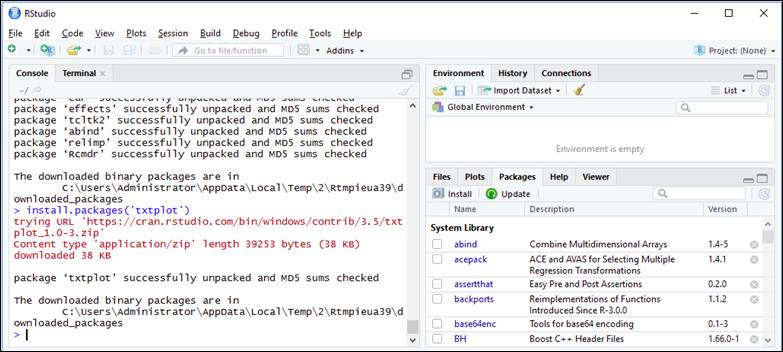 RStudio
File Edit Code View Plots Session Build Debug Profile Tools Help
Go to file/function
Addins
Project: (None)
Console Terminal
~/
package ‘effects’ successfully unpacked and MD5 sums checked
package ‘tcltk2’ successfully unpacked and MD5 sums checked
package ‘abind’ successfully unpacked and MD5 sums checked
package ‘relimp’ successfully unpacked and MD5 sums checked
package ‘Rcmdr’ successfully unpacked and MD5 sums checked
The downloaded binary packages are in
C:\Users\Administrator\AppData\Local\Temp\2\Rtmpieua39\d
ownloaded_packages
> install.packages('txtplot')
trying URL 'https://cran.rstudio.com/bin/windows/contrib/3.5/txt
plot_1.0-3.zip'
Content type 'application/zip' length 39253 bytes (38 KB)
downloaded 38 KB
package ‘txtplot’ successfully unpacked and MD5 sums checked
The downloaded binary packages are in
C:\Users\Administrator\AppData\Local\Temp\2\Rtmpieua39\d
ownloaded_packages
>
Environment History Connections
Import Dataset
List
Global Environment
Environment is empty
Files Plots Packages Help Viewer
Install Update
Name Description Version
System Library
abind Combine Multidimensional Arrays 1.4-5
acepack ACE and AVAS for Selecting Multiple 1.4.1
Regression Transformations
assertthat Easy Pre and Post Assertions 0.2.0
backports Reimplementations of Functions 1.1.2
Introduced Since R-3.0.0
base64enc Tools for base64 encoding 0.1-3
BH Boost C++ Header Files 1.66.0-1